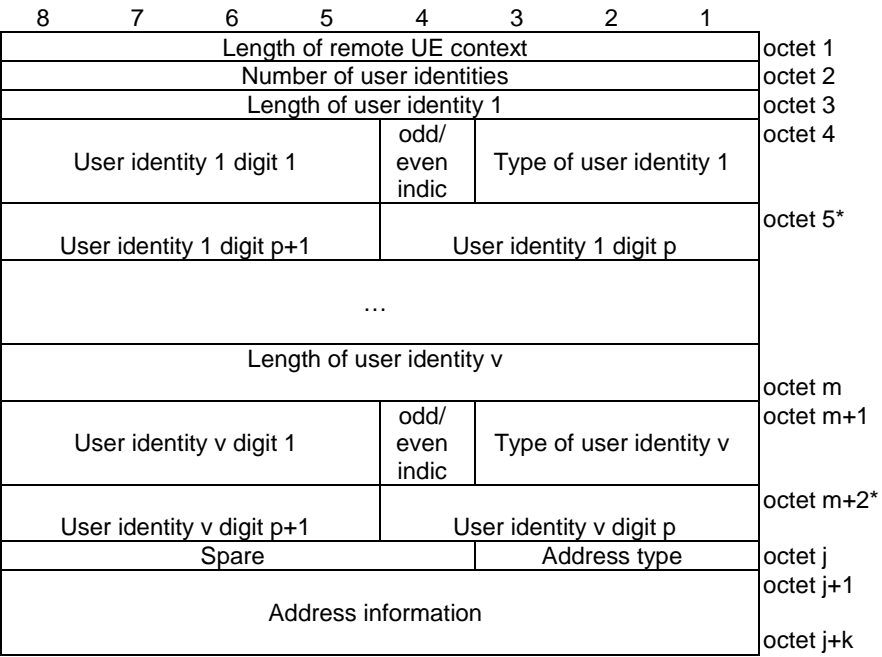 8 7 6 5 4 3 2 1
Length of remote UE context octet 1
Number of user identities octet 2
Length of user identity 1 octet 3
odd/ octet 4
User identity 1 digit 1 even Type of user identity 1
indic
octet 5*
User identity 1 digit p+1 User identity 1 digit p
…
Length of user identity v
octet m
odd/ octet m+1
User identity v digit 1 even Type of user identity v
indic
octet m+2*
User identity v digit p+1 User identity v digit p
Spare Address type octet j
octet j+1
Address information
octet j+k